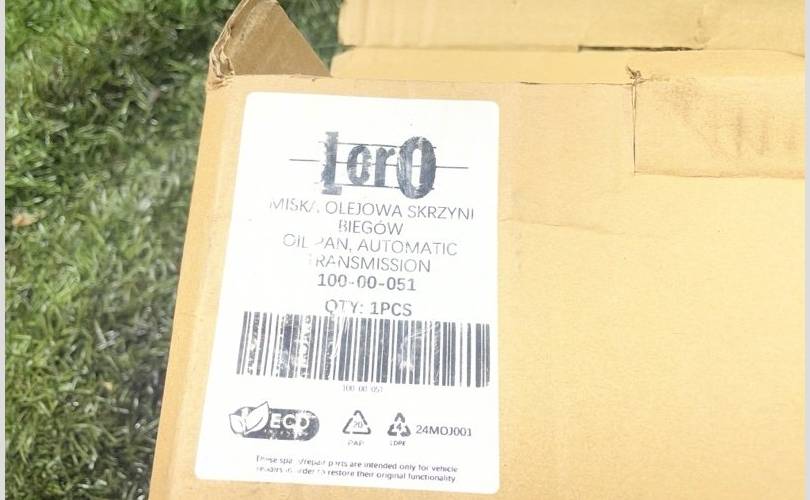 LorO
MISKA OLEJOWA SKRZYNI
BIEGÓW
OIL PAN, AUTOMATIC
TRANSMISSION
100-00-051
QTY: 1PCS
100-00-051
ECO
20
PAP
4
LDPE
24MOJ001
These spare/repair parts are intended only for vehicle
repairs in order to restore their original functionality